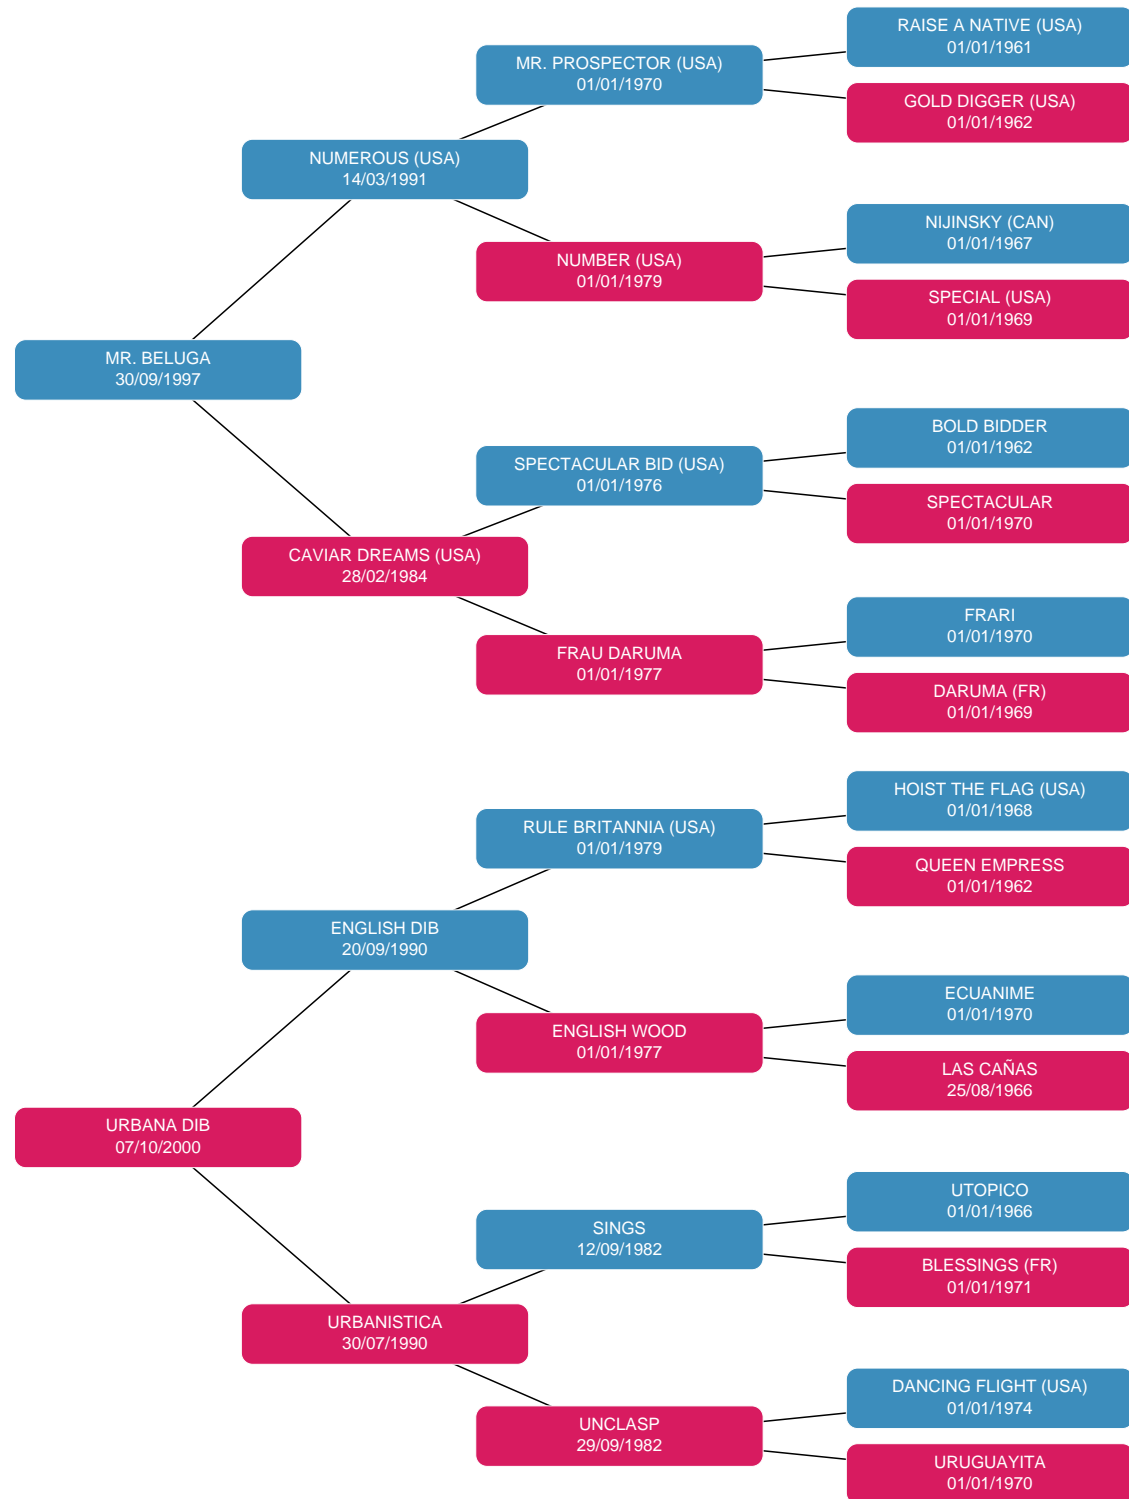 RAISE A NATIVE (USA)
01/01/1961
MR. PROSPECTOR (USA)
01/01/1970
GOLD DIGGER (USA)
01/01/1962
NUMEROUS (USA)
14/03/1991
NIJINSKY (CAN)
01/01/1967
NUMBER (USA)
01/01/1979
SPECIAL (USA)
01/01/1969
MR. BELUGA
30/09/1997
BOLD BIDDER
01/01/1962
SPECTACULAR BID (USA)
01/01/1976
SPECTACULAR
01/01/1970
CAVIAR DREAMS (USA)
28/02/1984
FRARI
01/01/1970
FRAU DARUMA
01/01/1977
DARUMA (FR)
01/01/1969
HOIST THE FLAG (USA)
01/01/1968
RULE BRITANNIA (USA)
01/01/1979
QUEEN EMPRESS
01/01/1962
ENGLISH DIB
20/09/1990
ECUANIME
01/01/1970
ENGLISH WOOD
01/01/1977
LAS CAÑAS
25/08/1966
URBANA DIB
07/10/2000
UTOPICO
01/01/1966
SINGS
12/09/1982
BLESSINGS (FR)
01/01/1971
URBANISTICA
30/07/1990
DANCING FLIGHT (USA)
01/01/1974
UNCLASP
29/09/1982
URUGUAYITA
01/01/1970